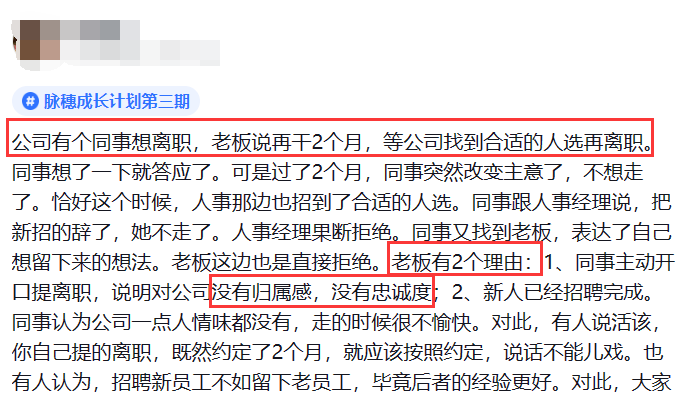 # 脉穗成长计划第三期
公司有个同事想离职，老板说再干2个月，等公司找到合适的人选再离职。
同事想了一下就答应了。可是过了2个月，同事突然改变主意了，不想走
了。恰好这个时候，人事那边也招到了合适的人选。同事跟人事经理说，把
新招的辞了，她不走了。人事经理果断拒绝。同事又找到老板，表达了自己
想留下来的想法。老板这边也是直接拒绝。老板有2个理由：1、同事主动开
口提离职，说明对公司没有归属感，没有忠诚度；2、新人已经招聘完成。
同事认为公司一点人情味都没有，走的时候很不愉快。对此，有人说活该，
你自己提的离职，既然约定了2个月，就应该按照约定，说话不能儿戏。也
有人认为，招聘新员工不如留下老员工，毕竟后者的经验更好。对此，大家